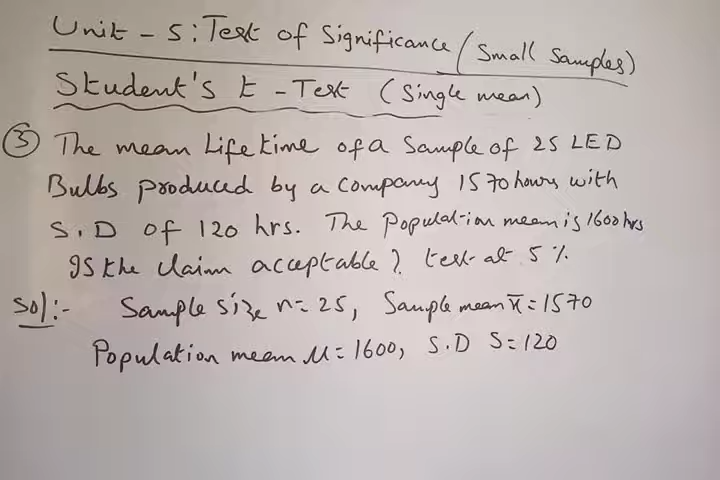 Unit - 5: Test of Significance (Small Samples)
Student's t - Test (Single mean)
③ The mean Lifetime of a Sample of 25 LED
Bulbs produced by a company 1570 hours with
S.D of 120 hrs. The Population mean is 1600 hrs
Is the claim acceptable? test at 5%.
Sol:- Sample size n = 25, Sample mean x̄ = 1570
Population mean μ = 1600, S.D S = 120